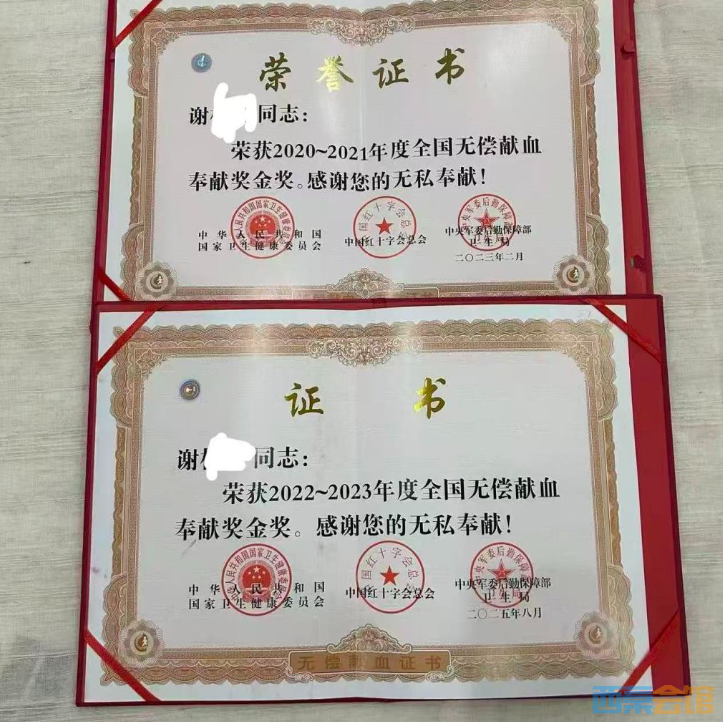 荣誉证书
谢 同志:
荣获2020~2021年度全国无偿献血
奉献奖金奖。感谢您的无私奉献!
中华人民共和国
国家卫生健康委员会
中国红十字会总会
中央军委后勤保障部
卫生局
二〇二三年二月
证书
谢 同志:
荣获2022~2023年度全国无偿献血
奉献奖金奖。感谢您的无私奉献!
中华人民共和国
国家卫生健康委员会
中国红十字会总会
中央军委后勤保障部
卫生局
二〇二五年八月
无偿献血证书